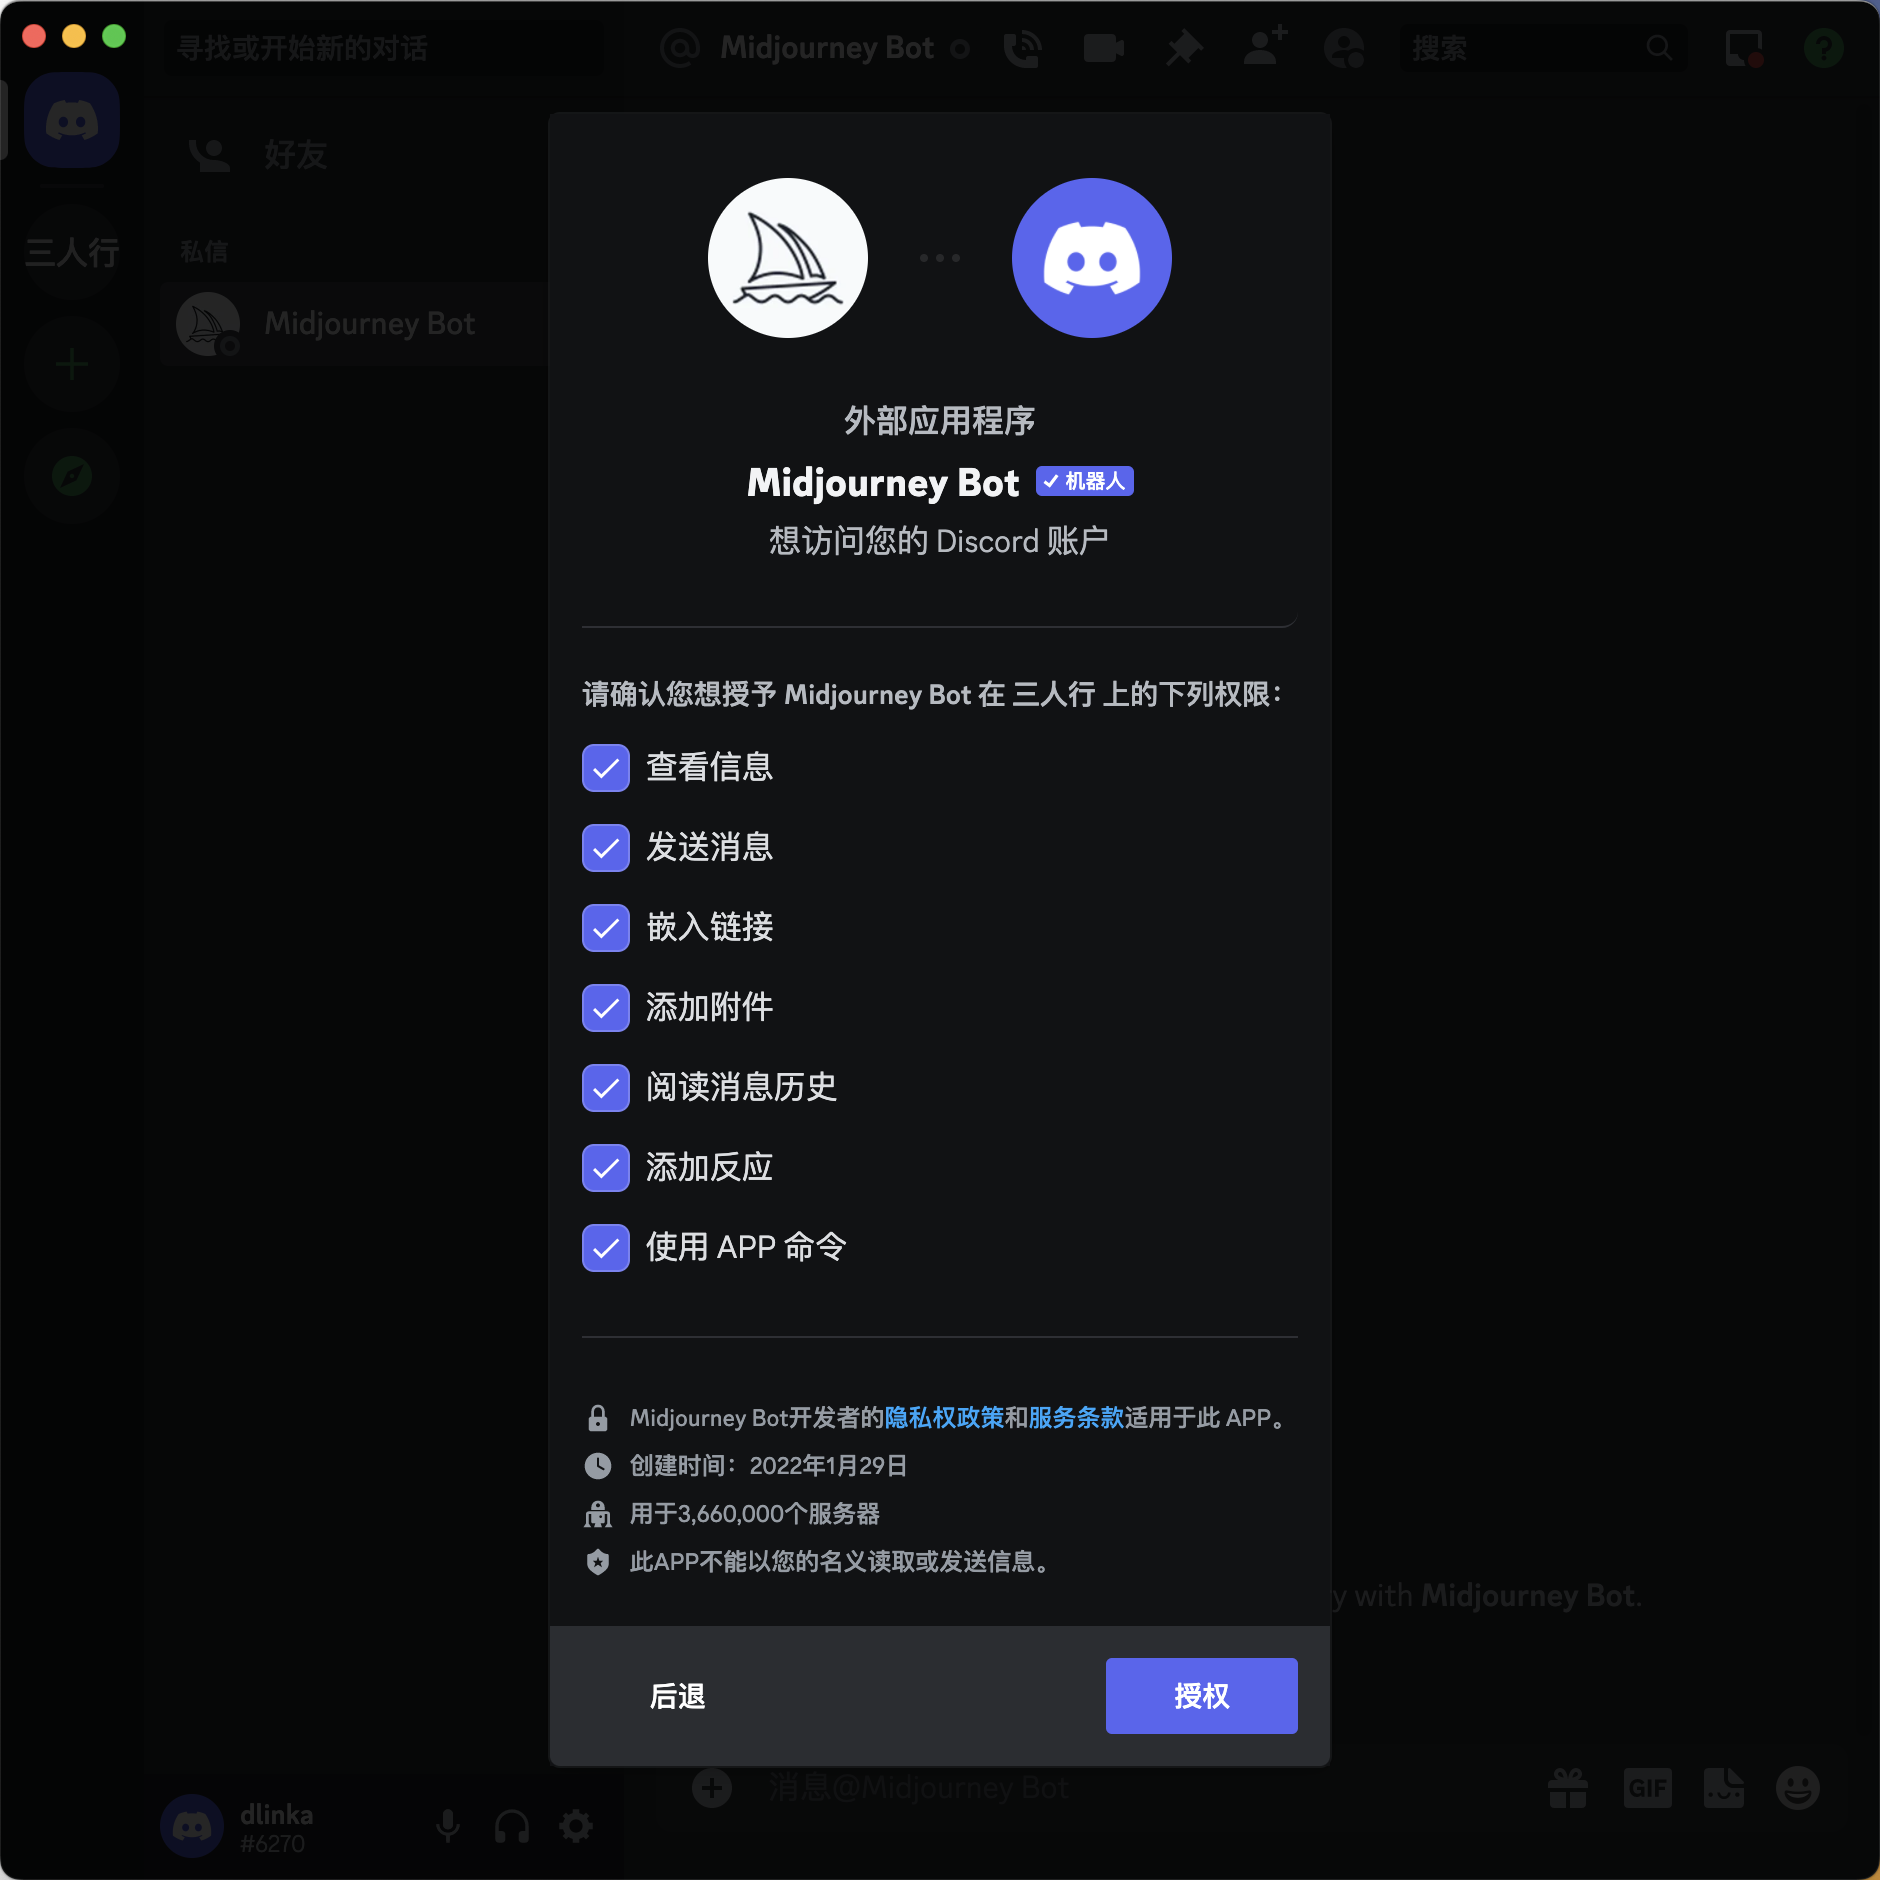 寻找或开始新的对话
Midjourney Bot
搜索
好友
三人行
私信
Midjourney Bot
外部应用程序
Midjourney Bot 机器人
想访问您的 Discord 账户
请确认您想授予 Midjourney Bot 在 三人行 上的下列权限：
查看信息
发送消息
嵌入链接
添加附件
阅读消息历史
添加反应
使用 APP 命令
Midjourney Bot开发者的隐私权政策和服务条款适用于此 APP。
创建时间：2022年1月29日
用于3,660,000个服务器
此APP不能以您的名义读取或发送信息。
y with Midjourney Bot.
后退
授权
消息@Midjourney Bot
GIF
dlinka
#6270